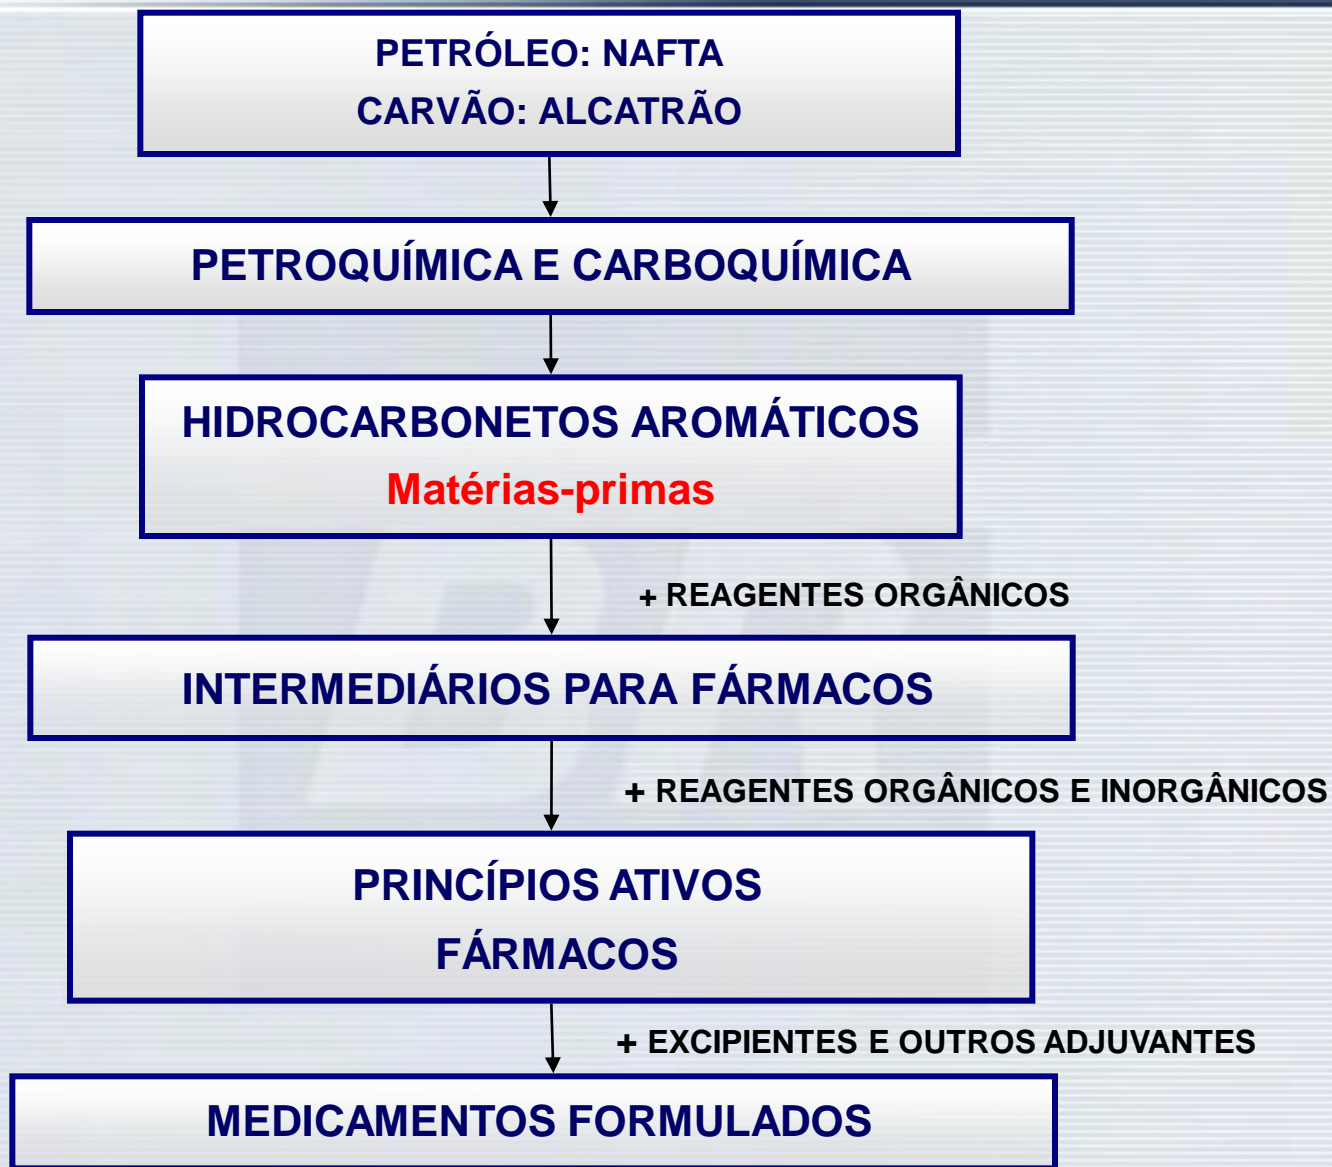 PETRÓLEO: NAFTA
CARVÃO: ALCATRÃO
PETROQUÍMICA E CARBOQUÍMICA
HIDROCARBONETOS AROMÁTICOS
Matérias-primas
+ REAGENTES ORGÂNICOS
INTERMEDIÁRIOS PARA FÁRMACOS
+ REAGENTES ORGÂNICOS E INORGÂNICOS
PRINCÍPIOS ATIVOS
FÁRMACOS
+ EXCIPIENTES E OUTROS ADJUVANTES
MEDICAMENTOS FORMULADOS